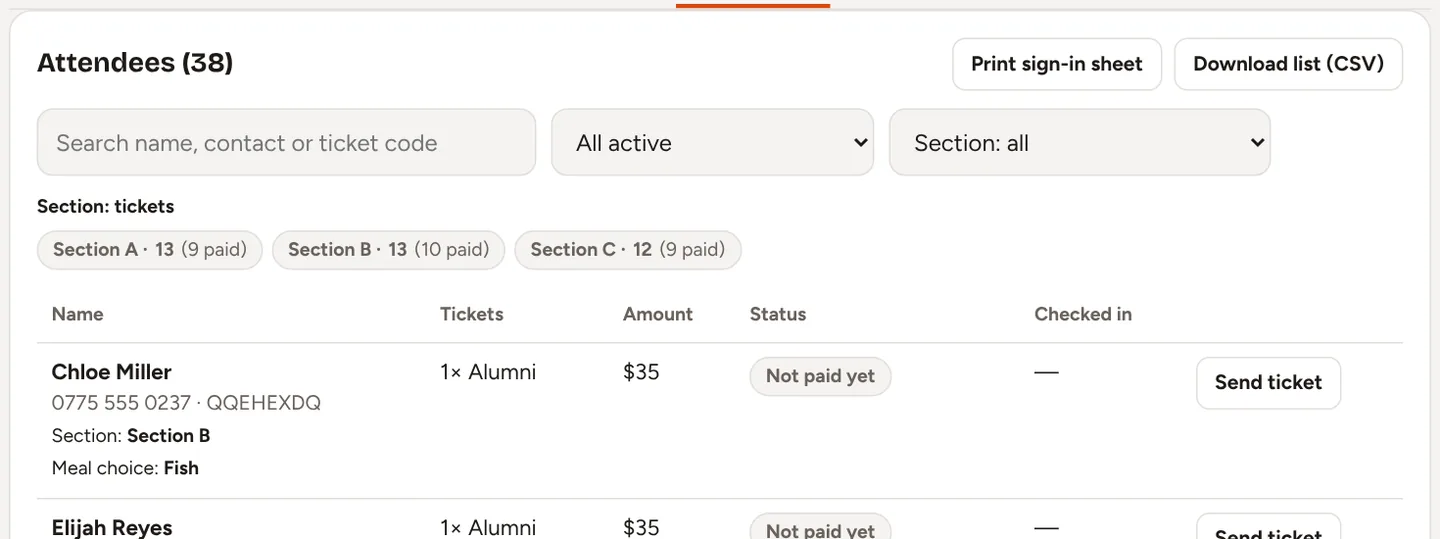 Attendees (38)
Print sign-in sheet
Download list (CSV)
Search name, contact or ticket code
All active
Section: all
Section: tickets
Section A · 13 (9 paid)
Section B · 13 (10 paid)
Section C · 12 (9 paid)
Name Tickets Amount Status Checked in
Chloe Miller 1× Alumni $35 Not paid yet — Send ticket
0775 555 0237 · QQEHEXDQ
Section: Section B
Meal choice: Fish
Elijah Reyes 1× Alumni $35 Not paid yet — Send ticket